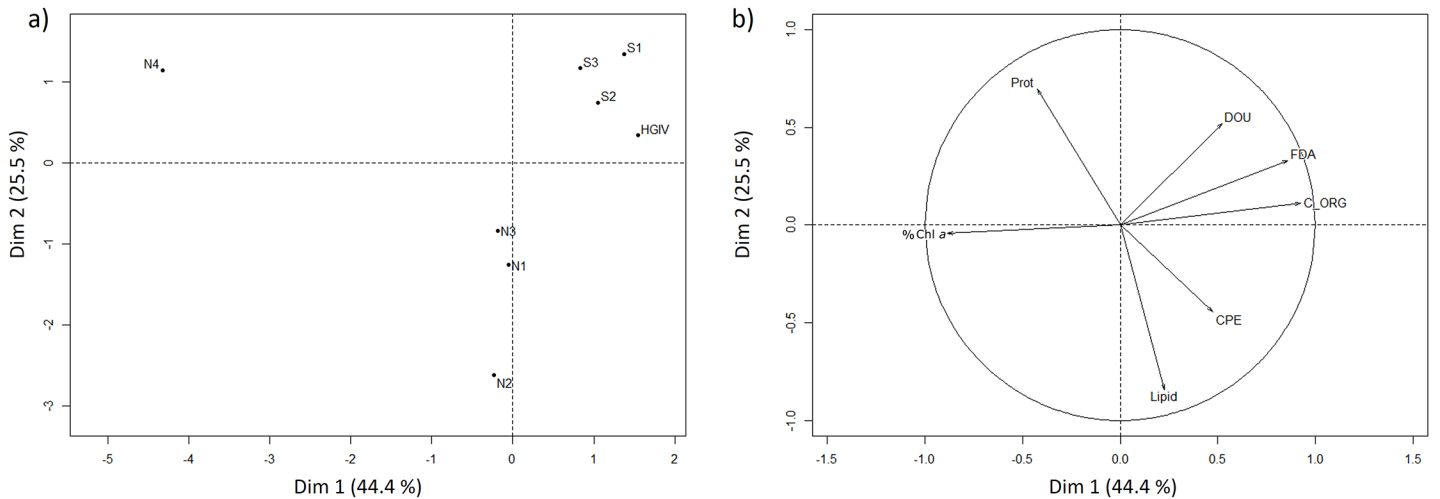 a)
N4
S1
S3
S2
HGIV
N3
N1
N2
1
0
-1
-2
-3
-5
-4
-3
-2
-1
0
1
2
Dim 2 (25.5 %)
Dim 1 (44.4 %)
b)
Prot
DOU
FDA
C_ORG
%Chl a
CPE
Lipid
1.0
0.5
0.0
-0.5
-1.0
-1.5
-1.0
-0.5
0.0
0.5
1.0
1.5
Dim 2 (25.5 %)
Dim 1 (44.4 %)